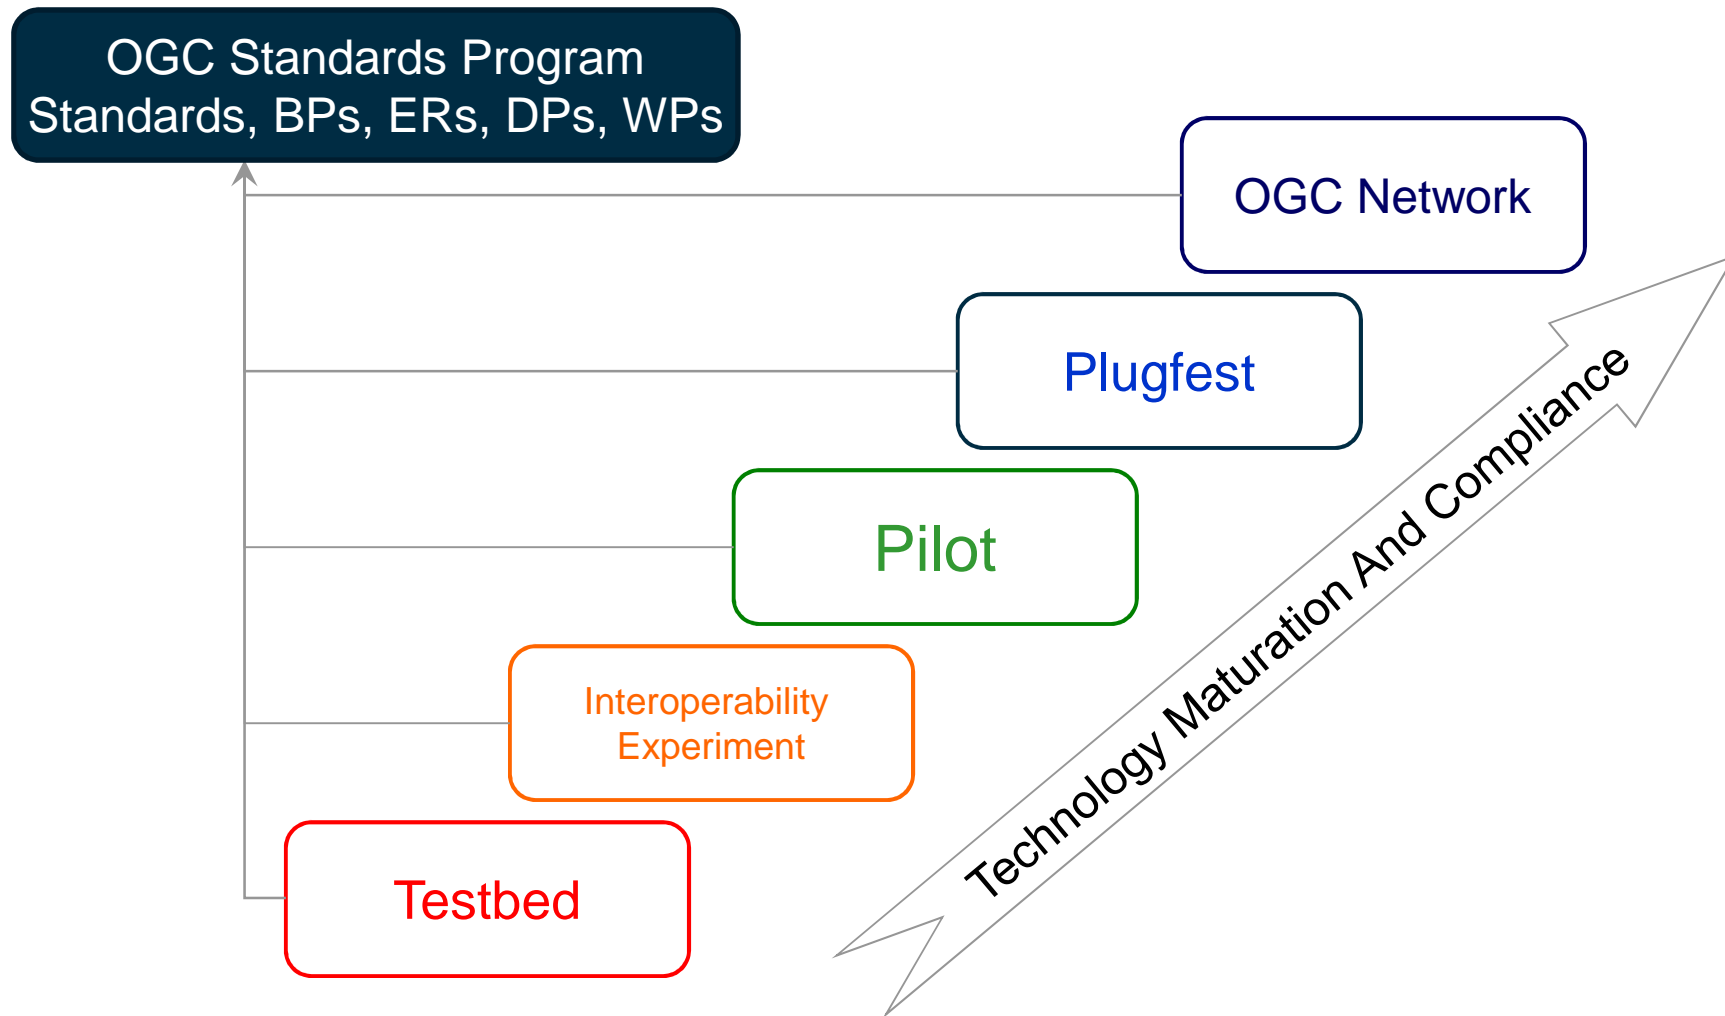 OGC Standards Program
Standards, BPs, ERs, DPs, WPs
OGC Network
Plugfest
Pilot
Interoperability
Experiment
Testbed
Technology Maturation And Compliance